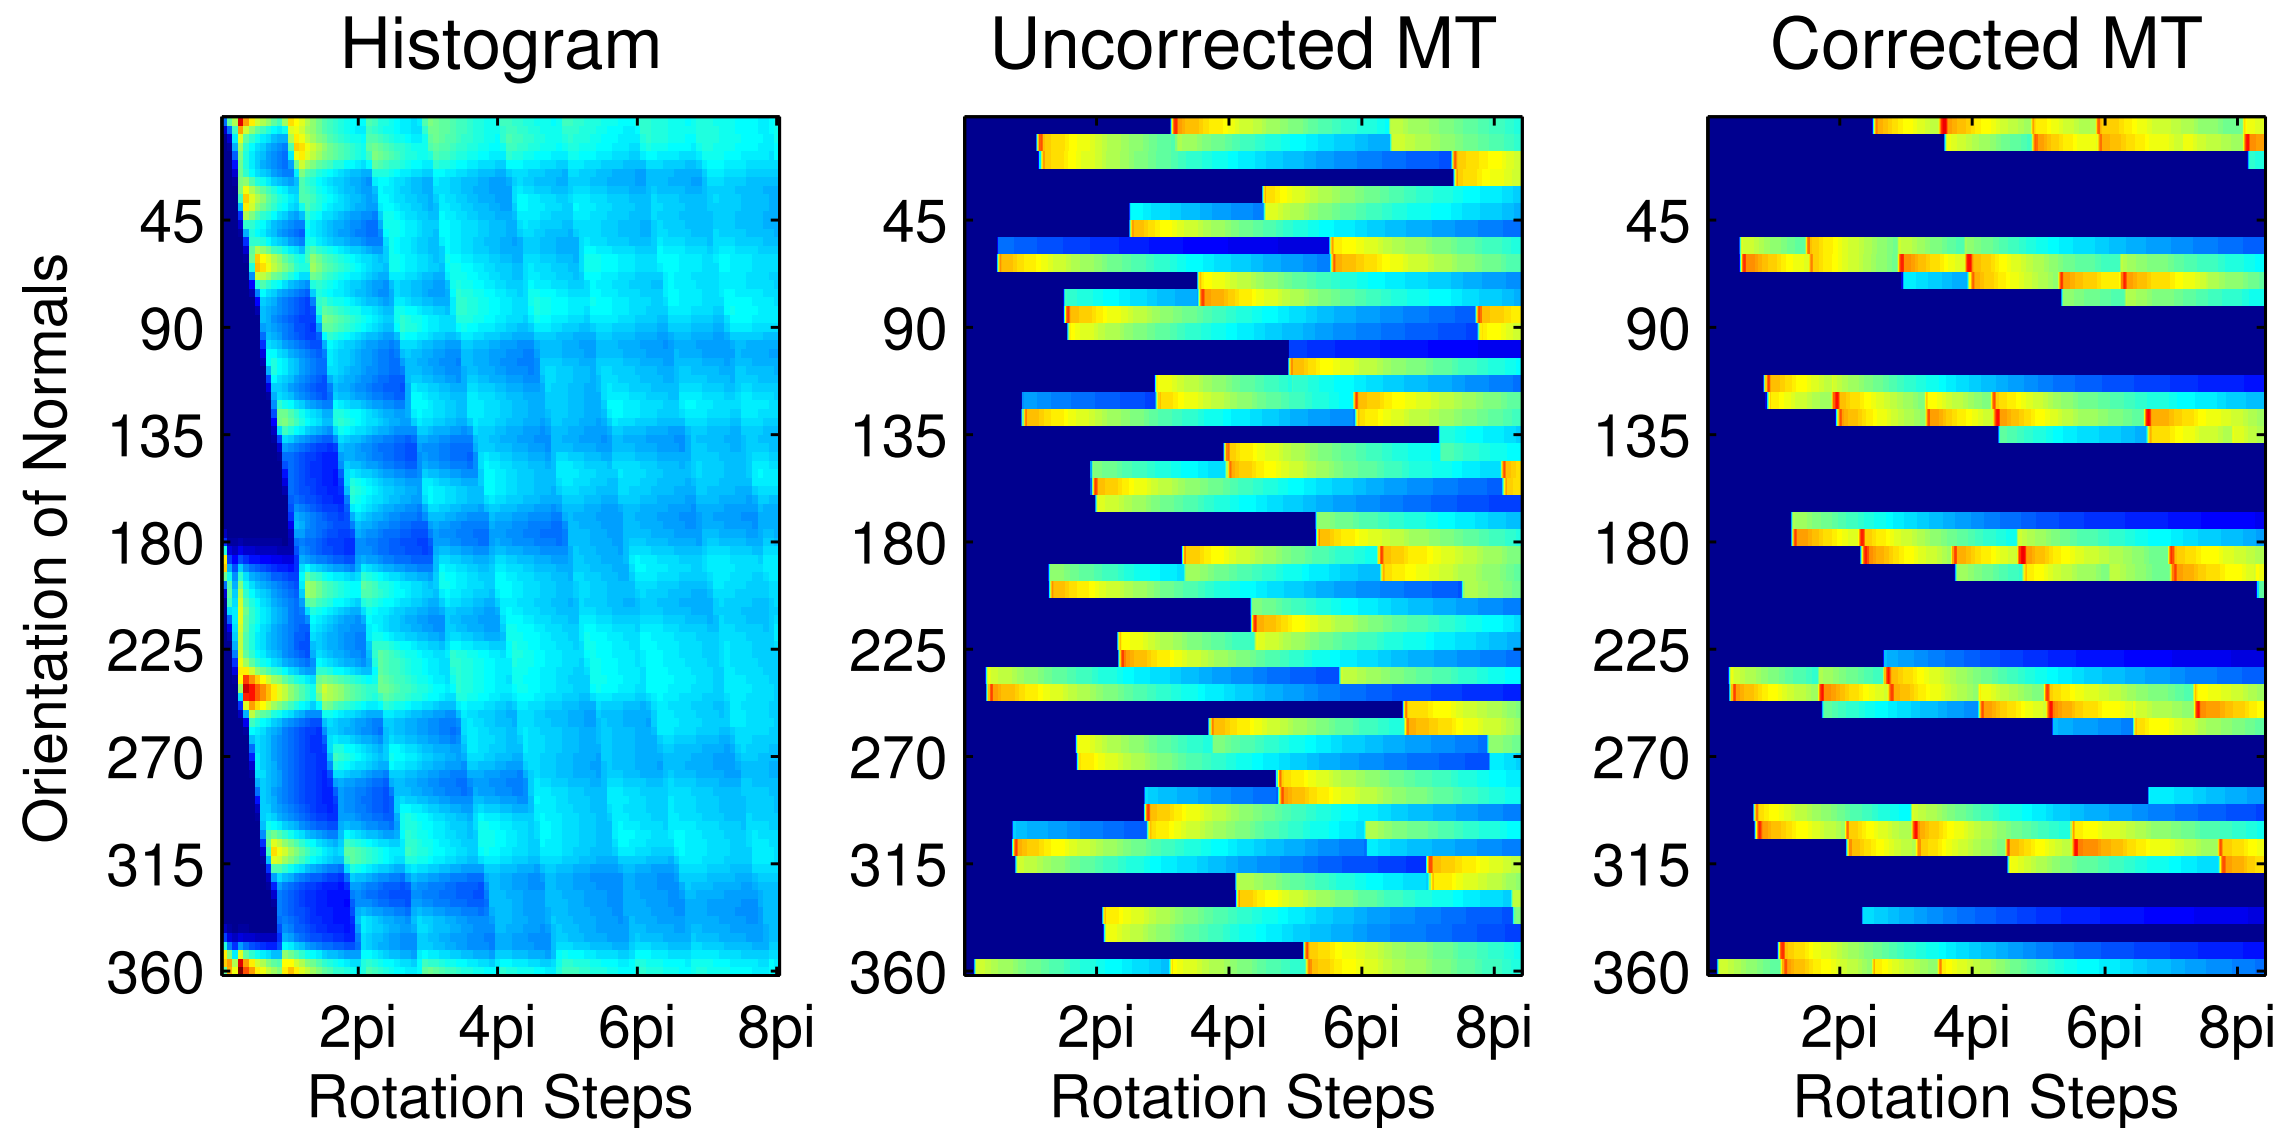 Histogram
Uncorrected MT
Corrected MT
Orientation of Normals
45
90
135
180
225
270
315
360
2pi 4pi 6pi 8pi
Rotation Steps
45
90
135
180
225
270
315
360
2pi 4pi 6pi 8pi
Rotation Steps
45
90
135
180
225
270
315
360
2pi 4pi 6pi 8pi
Rotation Steps